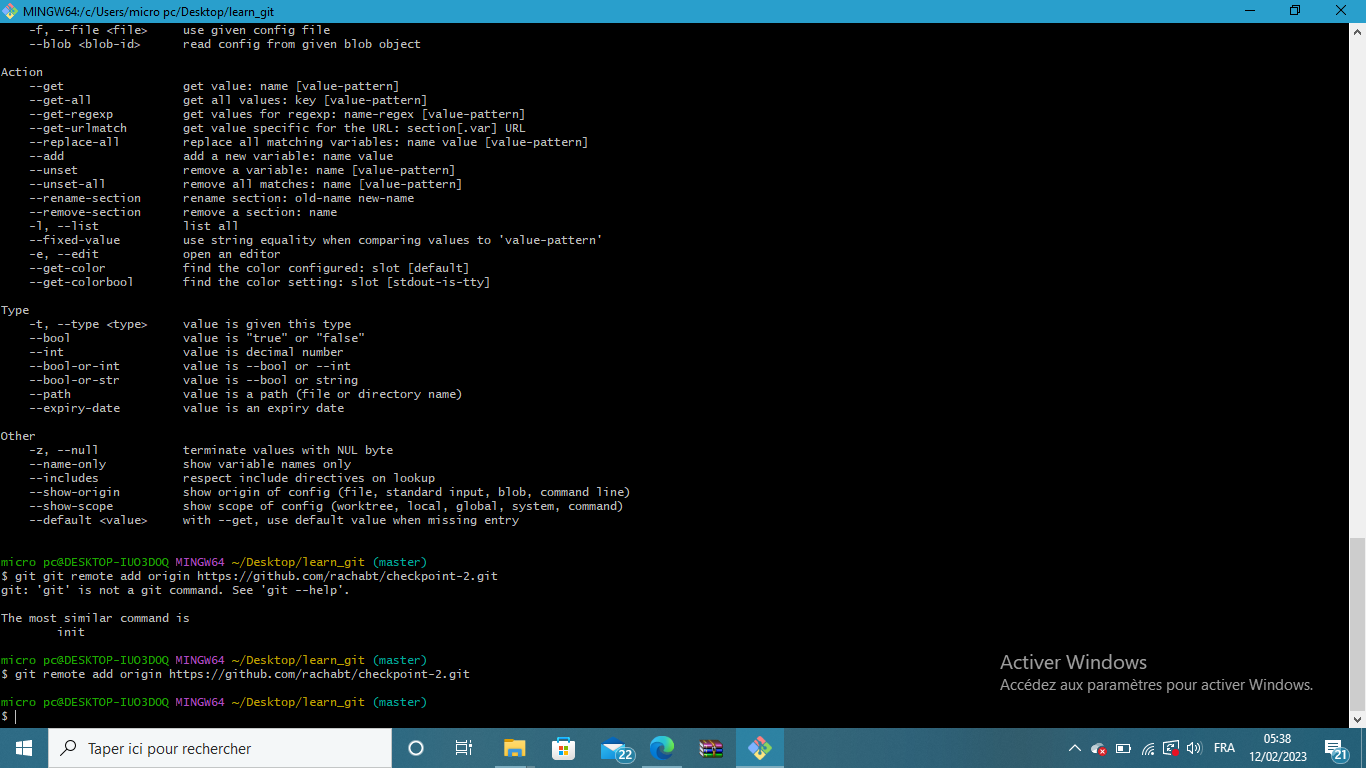 MINGW64:/c/Users/micro pc/Desktop/learn_git
-f, --file <file>     use given config file
--blob <blob-id>      read config from given blob object
Action
--get                 get value: name [value-pattern]
--get-all             get all values: key [value-pattern]
--get-regexp          get values for regexp: name-regex [value-pattern]
--get-urlmatch        get value specific for the URL: section[.var] URL
--replace-all         replace all matching variables: name value [value-pattern]
--add                 add a new variable: name value
--unset               remove a variable: name [value-pattern]
--unset-all           remove all matches: name [value-pattern]
--rename-section      rename section: old-name new-name
--remove-section      remove a section: name
-l, --list            list all
--fixed-value         use string equality when comparing values to 'value-pattern'
-e, --edit            open an editor
--get-color           find the color configured: slot [default]
--get-colorbool       find the color setting: slot [stdout-is-tty]
Type
-t, --type <type>     value is given this type
--bool                value is "true" or "false"
--int                 value is decimal number
--bool-or-int         value is --bool or --int
--bool-or-str         value is --bool or string
--path                value is a path (file or directory name)
--expiry-date         value is an expiry date
Other
-z, --null            terminate values with NUL byte
--name-only           show variable names only
--includes            respect include directives on lookup
--show-origin         show origin of config (file, standard input, blob, command line)
--show-scope          show scope of config (worktree, local, global, system, command)
--default <value>     with --get, use default value when missing entry
micro pc@DESKTOP-IUO3DOQ MINGW64 ~/Desktop/learn_git (master)
$ git git remote add origin https://github.com/rachabt/checkpoint-2.git
git: 'git' is not a git command. See 'git --help'.
The most similar command is
init
micro pc@DESKTOP-IUO3DOQ MINGW64 ~/Desktop/learn_git (master)
$ git remote add origin https://github.com/rachabt/checkpoint-2.git
micro pc@DESKTOP-IUO3DOQ MINGW64 ~/Desktop/learn_git (master)
$
Activer Windows
Accédez aux paramètres pour activer Windows.
Taper ici pour rechercher
22
FRA
05:38
12/02/2023
21